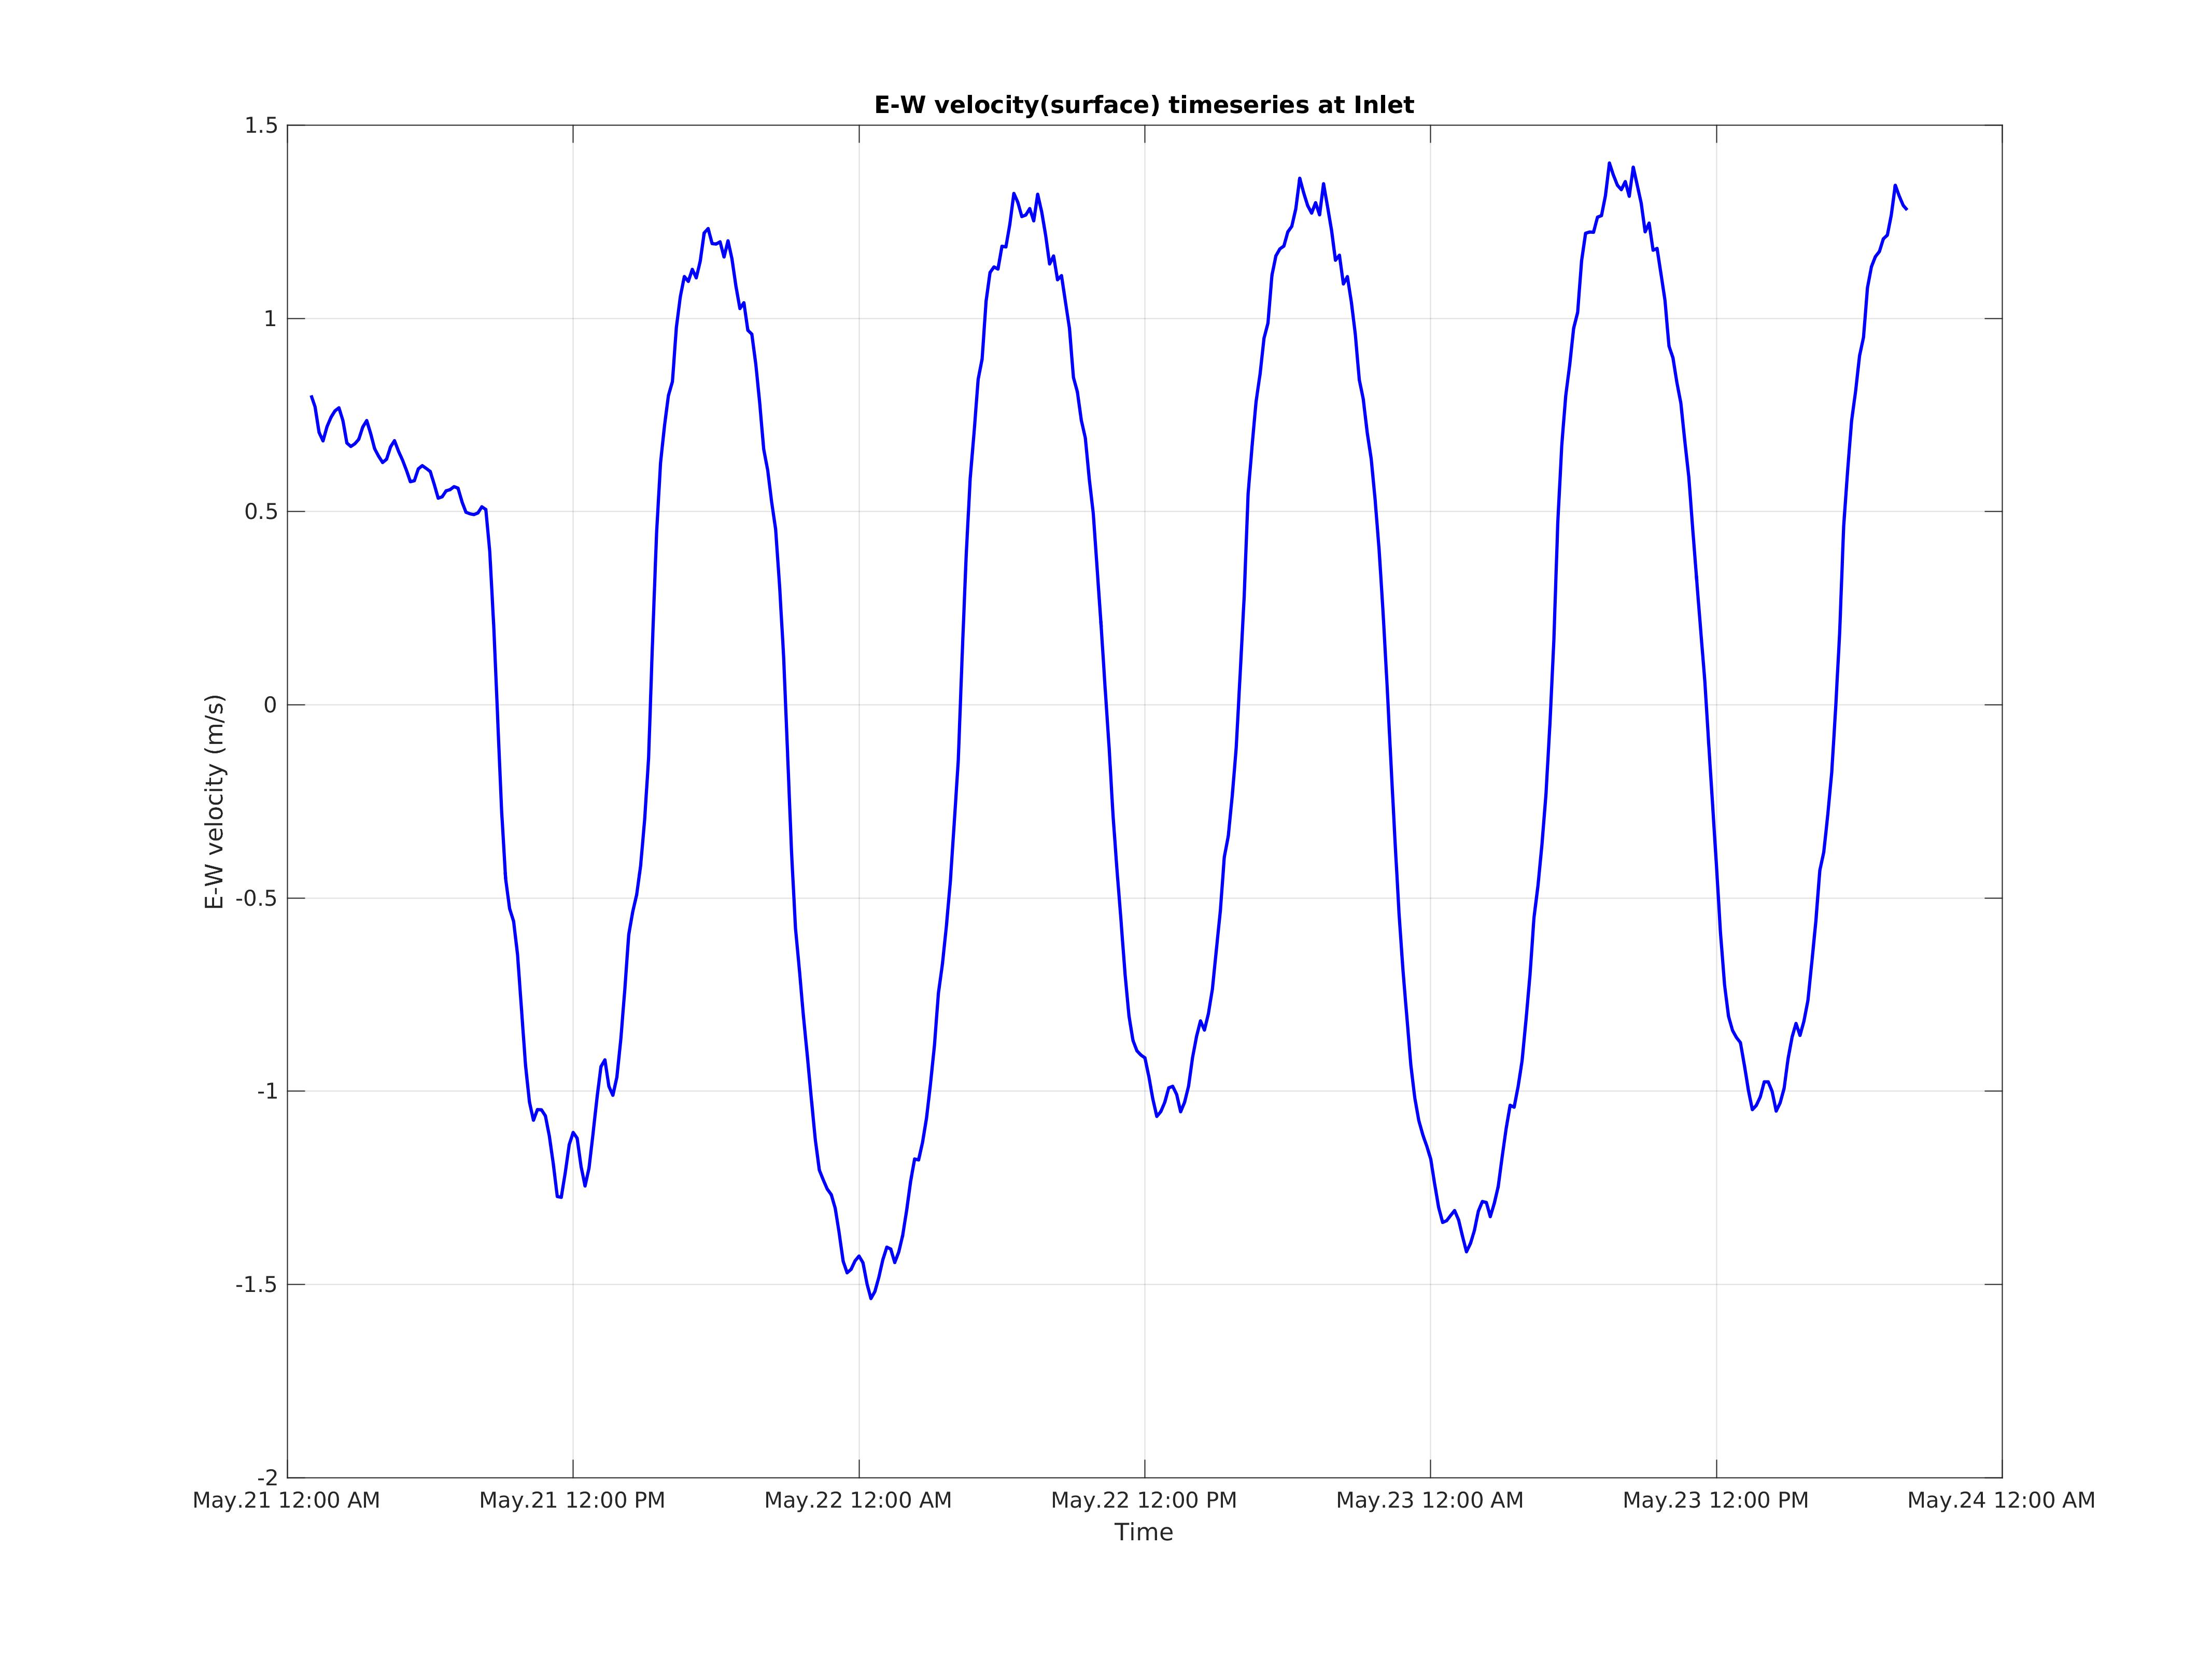 E-W velocity(surface) timeseries at Inlet
1.5
1
0.5
0
-0.5
-1
-1.5
-2
E-W velocity (m/s)
May.21 12:00 AM May.21 12:00 PM May.22 12:00 AM May.22 12:00 PM May.23 12:00 AM May.23 12:00 PM May.24 12:00 AM
Time